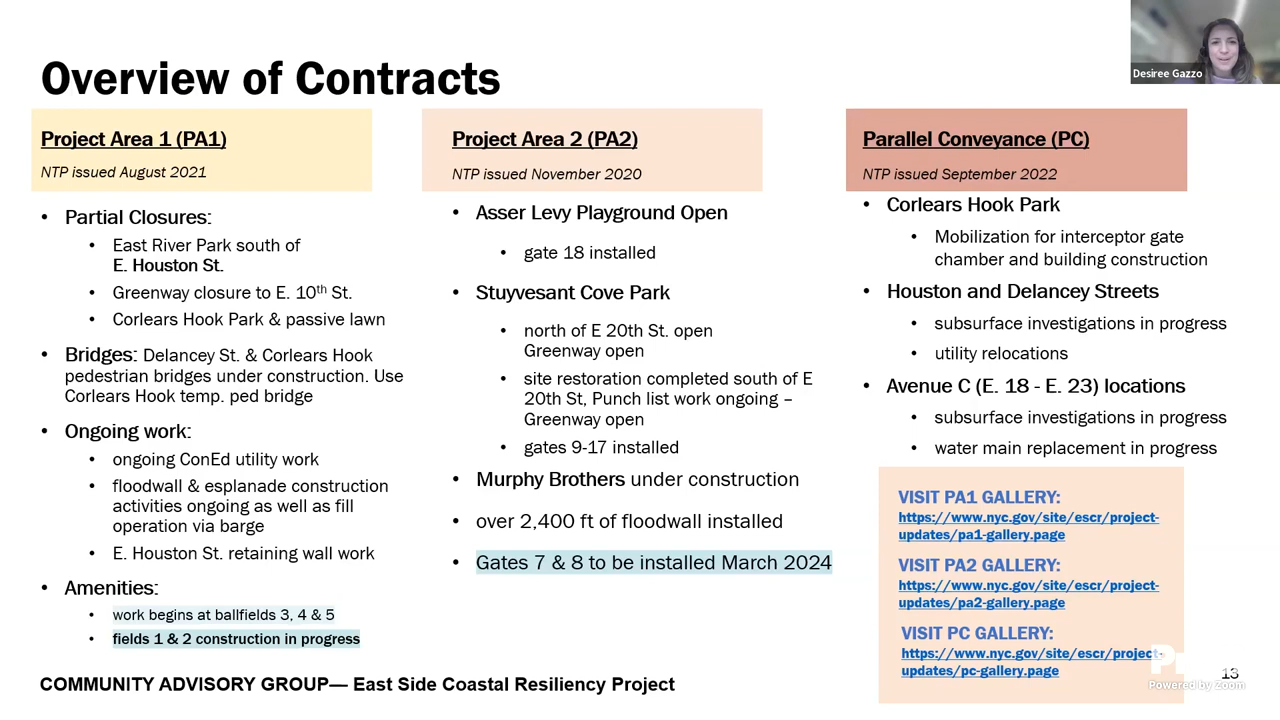 Desiree Gazzo
Overview of Contracts
Project Area 1 (PA1)
NTP issued August 2021
• Partial Closures:
• East River Park south of
E. Houston St.
• Greenway closure to E. 10th St.
• Corlears Hook Park & passive lawn
• Bridges: Delancey St. & Corlears Hook
pedestrian bridges under construction. Use
Corlears Hook temp. ped bridge
• Ongoing work:
• ongoing ConEd utility work
• floodwall & esplanade construction
activities ongoing as well as fill
operation via barge
• E. Houston St. retaining wall work
• Amenities:
• work begins at ballfields 3, 4 & 5
• fields 1 & 2 construction in progress
Project Area 2 (PA2)
NTP issued November 2020
• Asser Levy Playground Open
• gate 18 installed
• Stuyvesant Cove Park
• north of E 20th St. open
Greenway open
• site restoration completed south of E
20th St, Punch list work ongoing –
Greenway open
• gates 9-17 installed
• Murphy Brothers under construction
• over 2,400 ft of floodwall installed
• Gates 7 & 8 to be installed March 2024
Parallel Conveyance (PC)
NTP issued September 2022
• Corlears Hook Park
• Mobilization for interceptor gate
chamber and building construction
• Houston and Delancey Streets
• subsurface investigations in progress
• utility relocations
• Avenue C (E. 18 - E. 23) locations
• subsurface investigations in progress
• water main replacement in progress
VISIT PA1 GALLERY:
https://www.nyc.gov/site/escr/project-
updates/pa1-gallery.page
VISIT PA2 GALLERY:
https://www.nyc.gov/site/escr/project-
updates/pa2-gallery.page
VISIT PC GALLERY:
https://www.nyc.gov/site/escr/project-
updates/pc-gallery.page
13
Powered by Zoom
COMMUNITY ADVISORY GROUP— East Side Coastal Resiliency Project